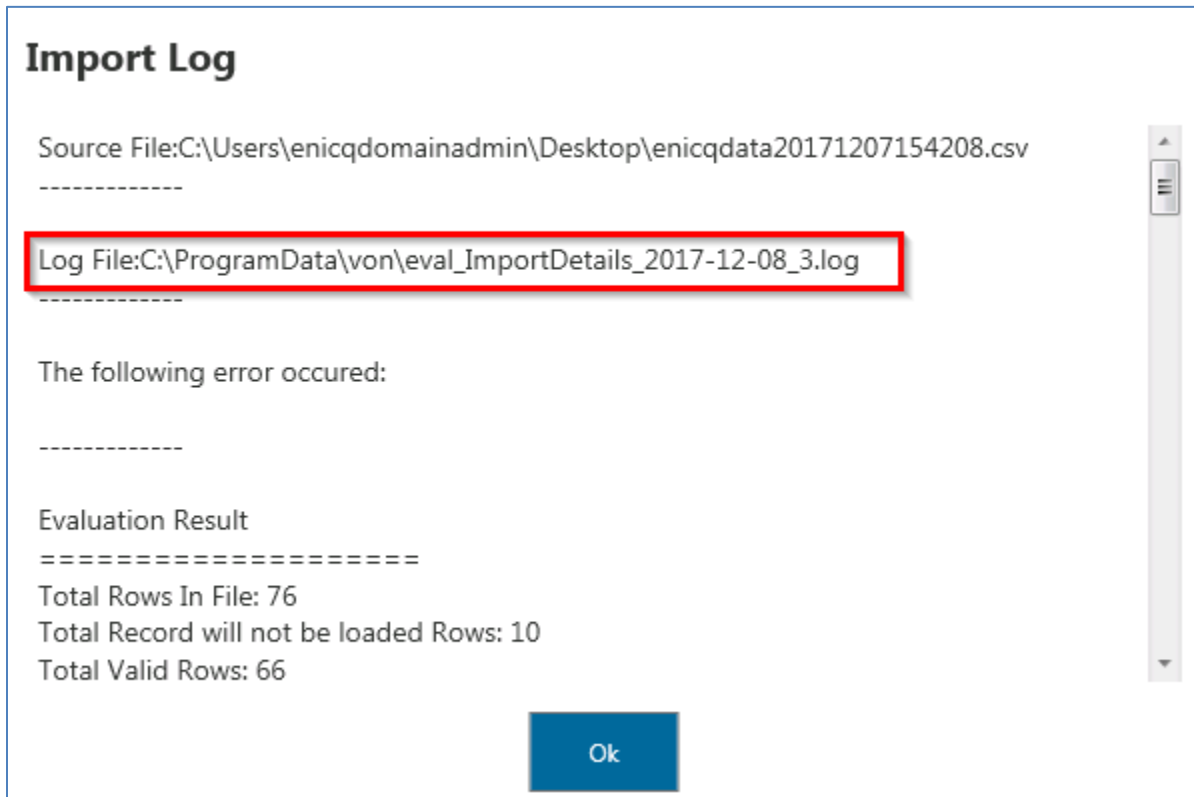 Import Log
Source File:C:\Users\enicqdomainadmin\Desktop\enicqdata20171207154208.csv
-------------
Log File:C:\ProgramData\von\eval_ImportDetails_2017-12-08_3.log
-------------
The following error occured:
-------------
Evaluation Result
====================
Total Rows In File: 76
Total Record will not be loaded Rows: 10
Total Valid Rows: 66
Ok